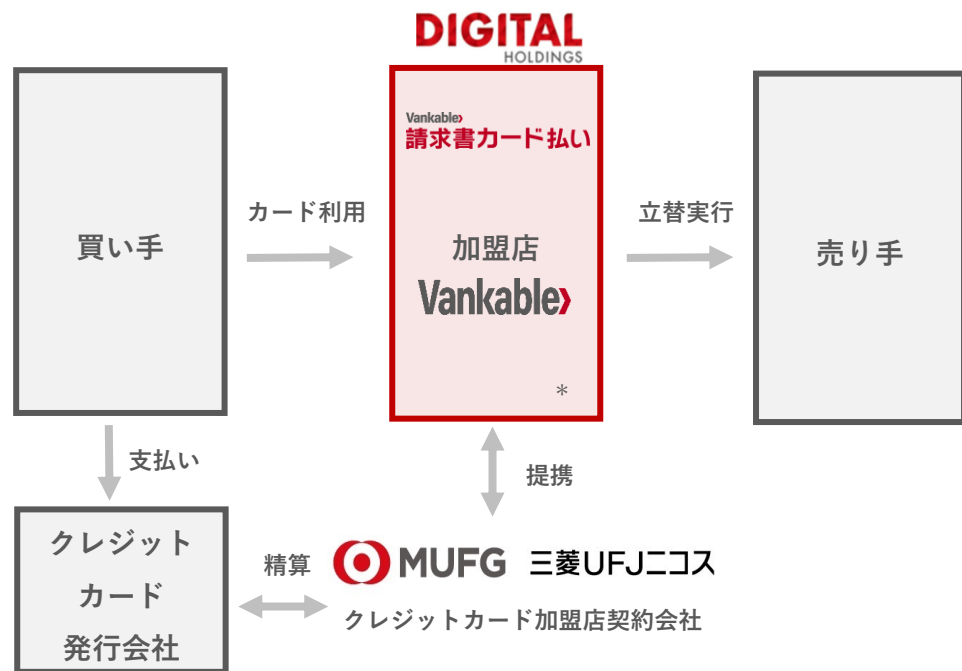 DIGITAL
HOLDINGS
Vankable
請求書カード払い
買い手
カード利用
加盟店
Vankable
立替実行
売り手
*
支払い
提携
クレジット
カード
発行会社
精算
MUFG 三菱UFJニコス
クレジットカード加盟店契約会社